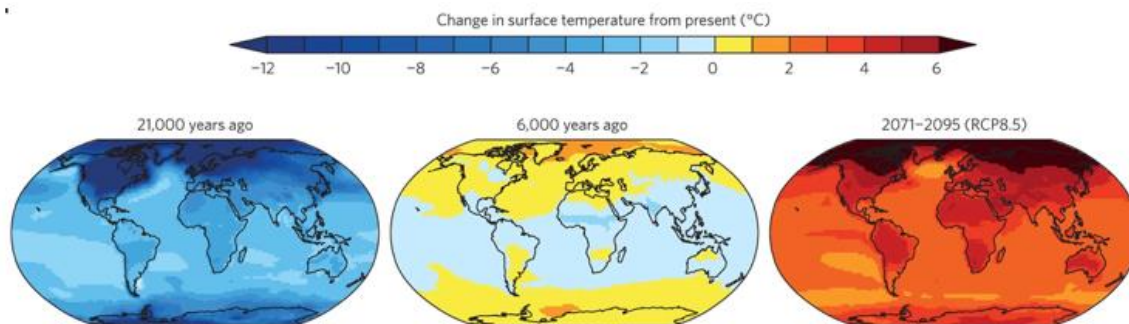 Change in surface temperature from present (°C)
−12 −10 −8 −6 −4 −2 0 2 4 6
21,000 years ago 6,000 years ago 2071–2095 (RCP8.5)